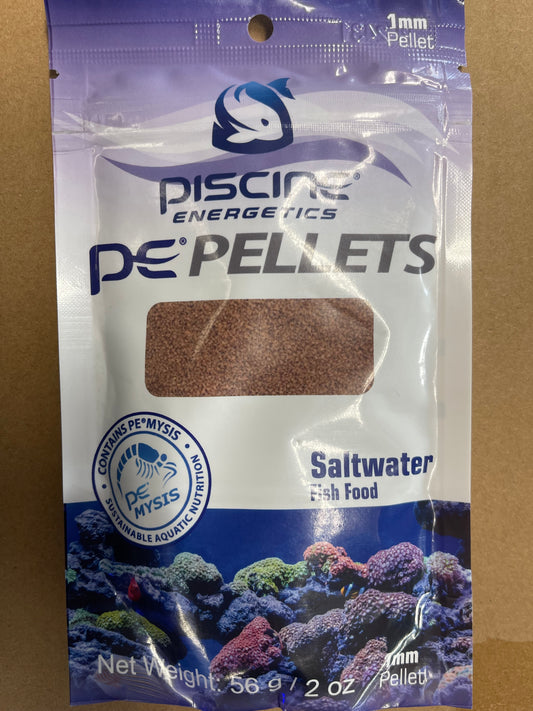 1mm
Pellet
PISCINE®
ENERGETICS
PE® PELLETS
• CONTAINS PE® MYSIS •
PE®
MYSIS
SUSTAINABLE AQUATIC NUTRITION
Saltwater
Fish Food
Net Weight: 56 g / 2 oz
1mm
Pellet